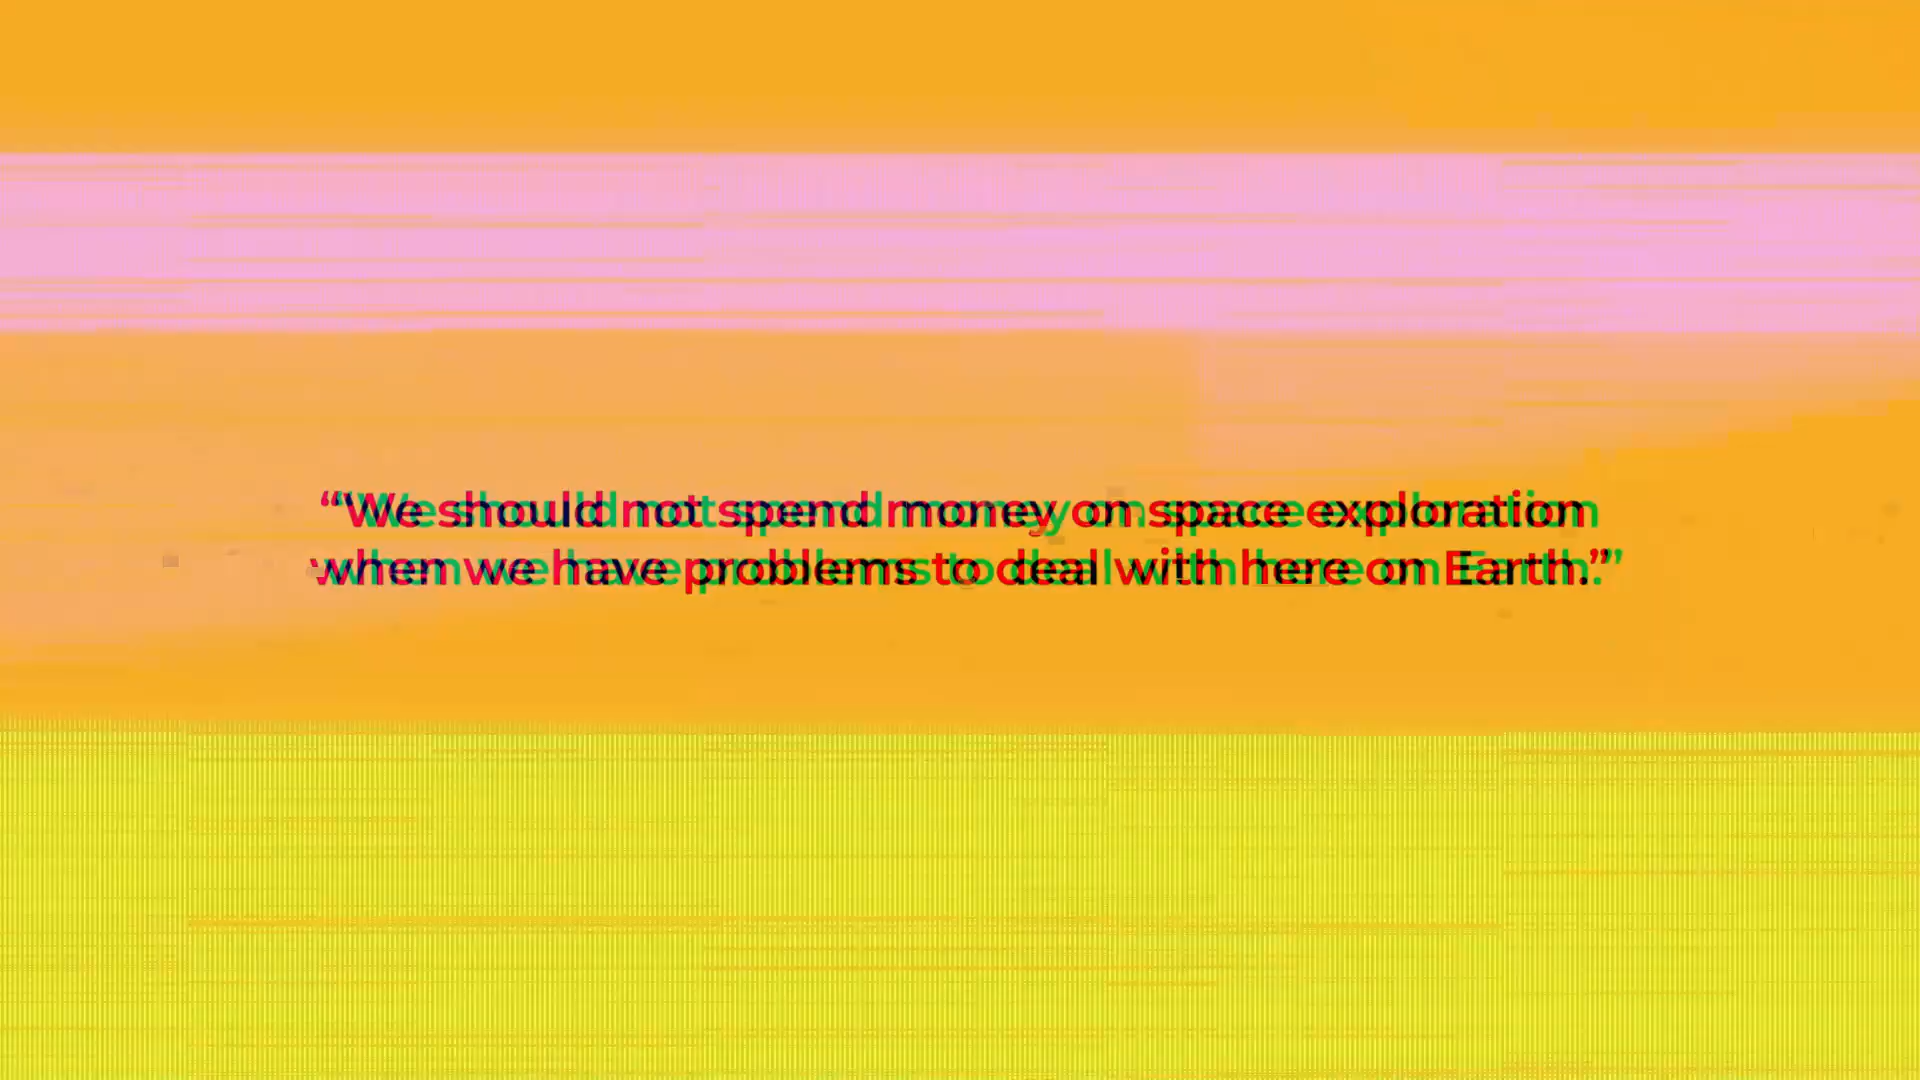 “We should not spend money on space exploration
when we have problems to deal with here on Earth.”